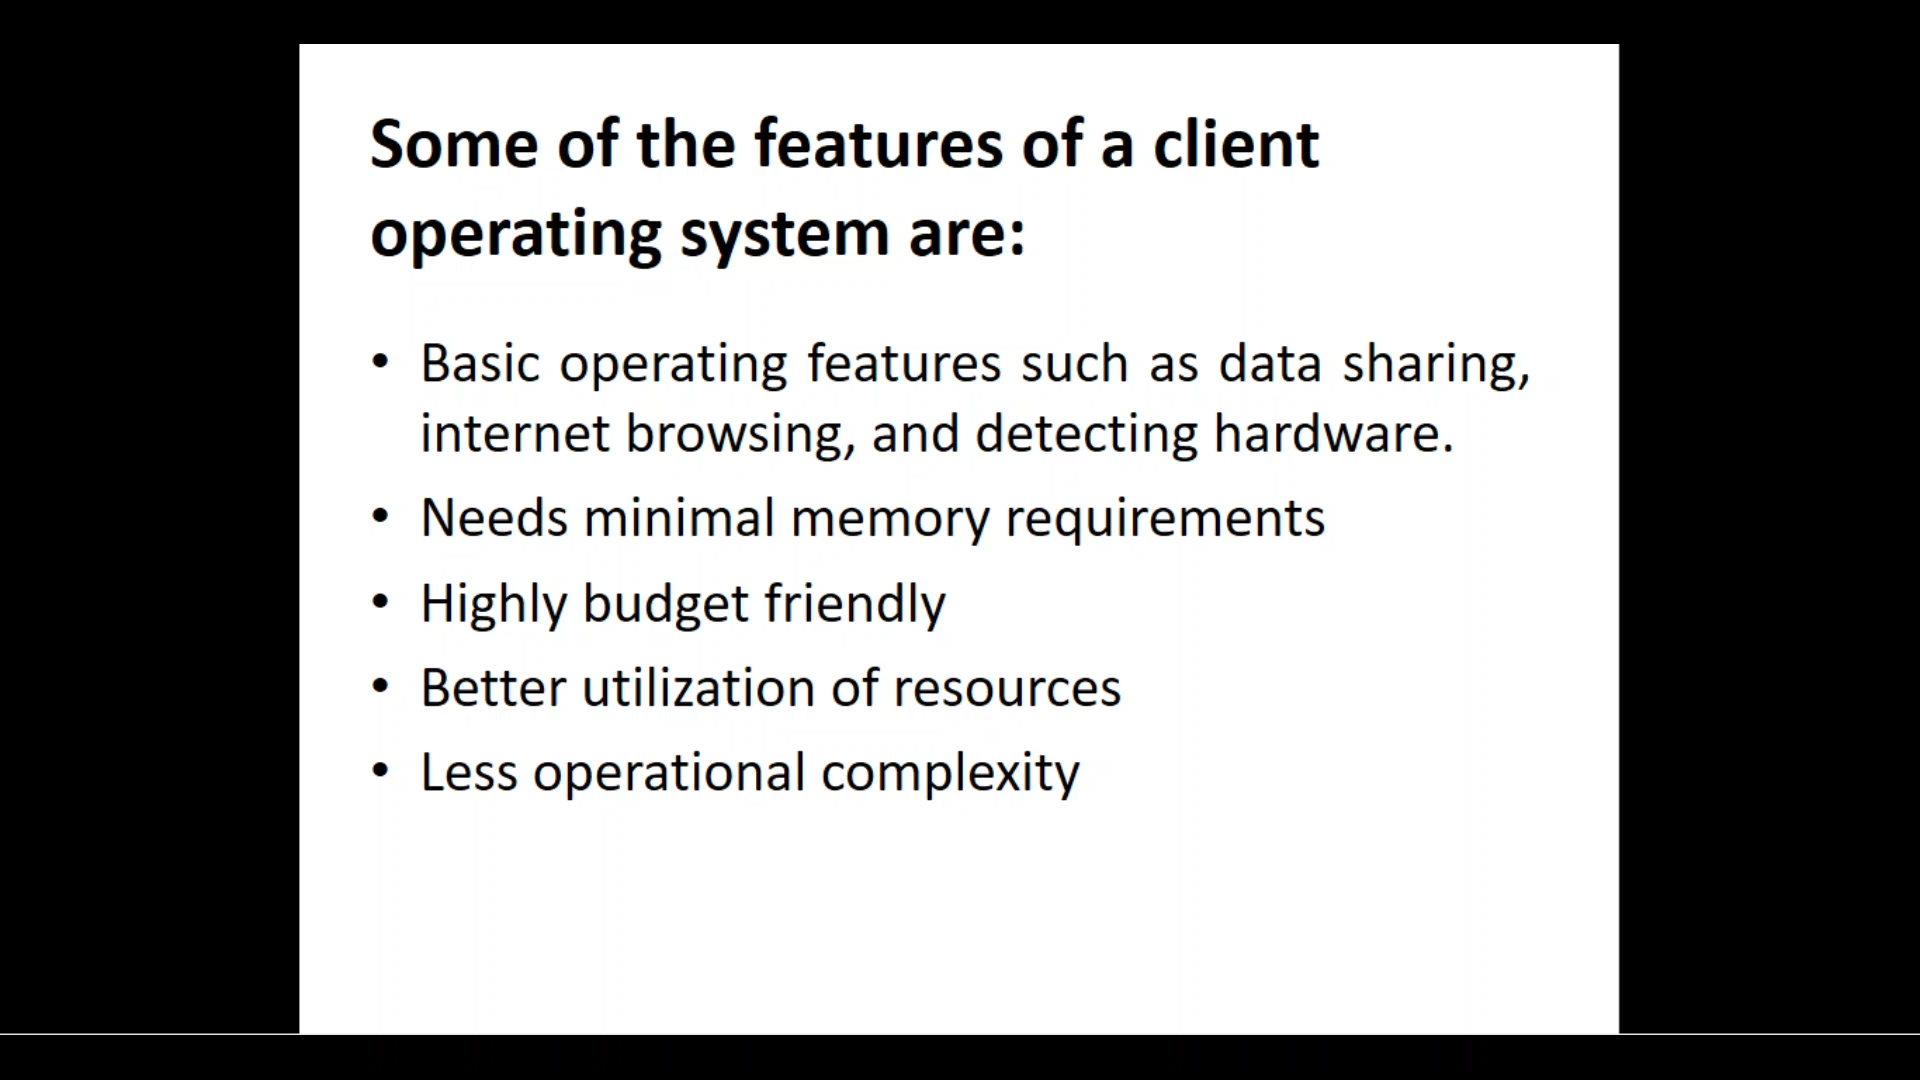 Some of the features of a client
operating system are:
• Basic operating features such as data sharing,
internet browsing, and detecting hardware.
• Needs minimal memory requirements
• Highly budget friendly
• Better utilization of resources
• Less operational complexity